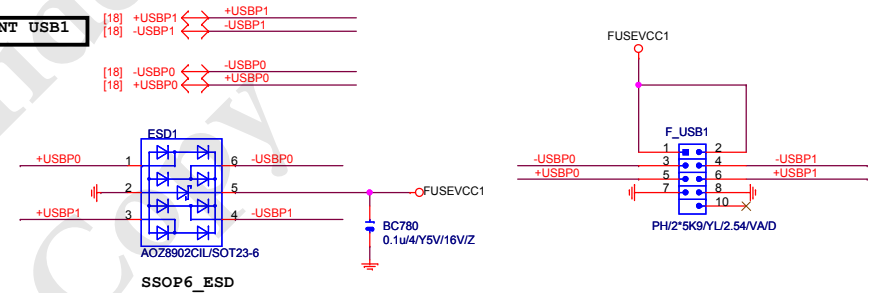 NT USB1
[18] +USBP1 +USBP1
[18] -USBP1 -USBP1
[18] -USBP0 -USBP0
[18] +USBP0 +USBP0
ESD1
+USBP0 1 6 -USBP0
2 5 FUSEVCC1
+USBP1 3 4 -USBP1
BC780
0.1u/4/Y5V/16V/Z
AOZ8902CIL/SOT23-6
SSOP6_ESD
FUSEVCC1
F_USB1
1 2
-USBP0 3 4 -USBP1
+USBP0 5 6 +USBP1
7 8
10
PH/2*5K9/YL/2.54/VA/D
Copy